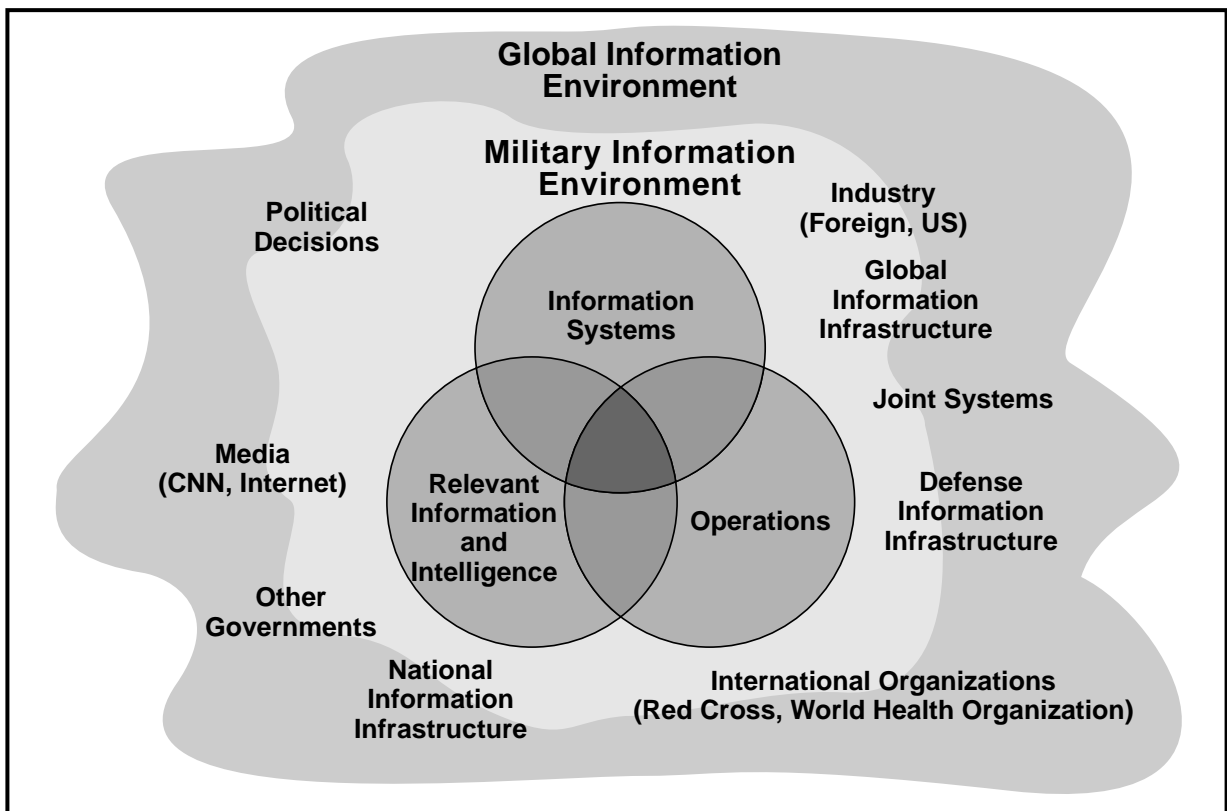 Global Information
Environment
Military Information
Environment
Political
Decisions
Industry
(Foreign, US)
Information
Systems
Global
Information
Infrastructure
Joint Systems
Media
(CNN, Internet)
Relevant
Information
and
Intelligence
Operations
Defense
Information
Infrastructure
Other
Governments
National
Information
Infrastructure
International Organizations
(Red Cross, World Health Organization)